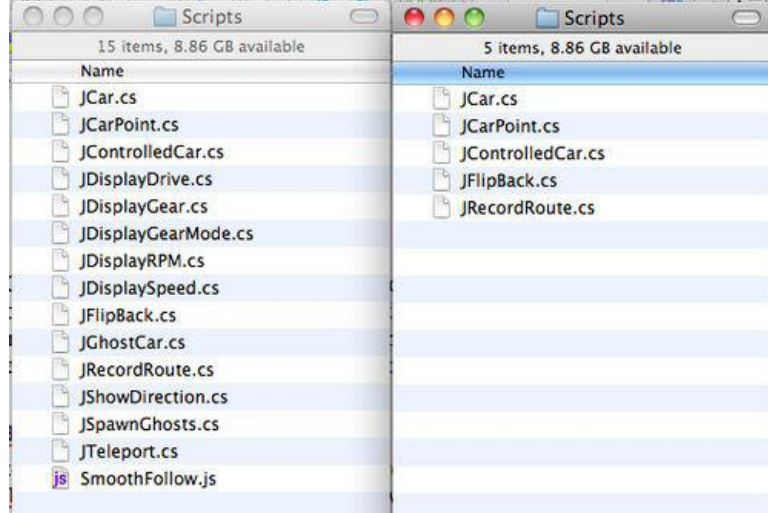 Scripts
15 items, 8.86 GB available
Name
JCar.cs
JCarPoint.cs
JControlledCar.cs
JDisplayDrive.cs
JDisplayGear.cs
JDisplayGearMode.cs
JDisplayRPM.cs
JDisplaySpeed.cs
JFlipBack.cs
JGhostCar.cs
JRecordRoute.cs
JShowDirection.cs
JSpawnGhosts.cs
JTeleport.cs
js SmoothFollow.js
Scripts
5 items, 8.86 GB available
Name
JCar.cs
JCarPoint.cs
JControlledCar.cs
JFlipBack.cs
JRecordRoute.cs